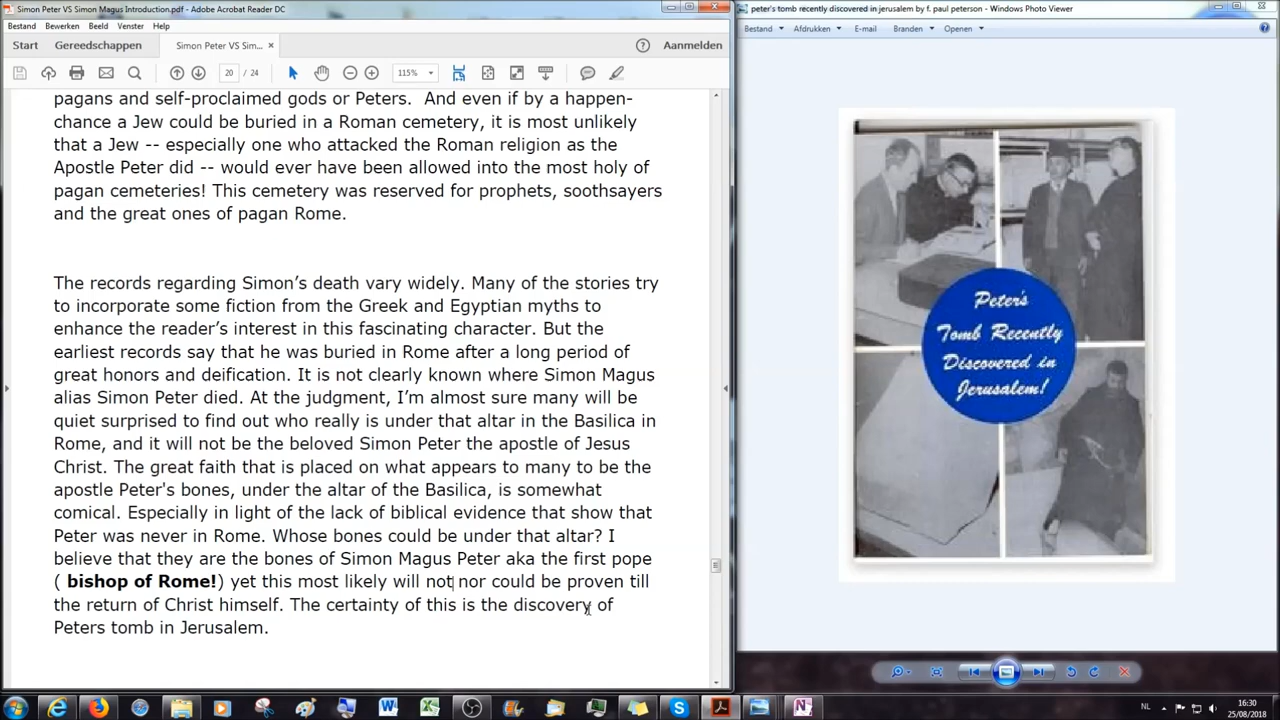 Simon Peter VS Simon Magus Introduction.pdf - Adobe Acrobat Reader DC
Bestand Bewerken Beeld Venster Help
Start Gereedschappen Simon Peter VS Sim... × Aanmelden
20 / 24 115%
pagans and self-proclaimed gods or Peters. And even if by a happen-
chance a Jew could be buried in a Roman cemetery, it is most unlikely
that a Jew -- especially one who attacked the Roman religion as the
Apostle Peter did -- would ever have been allowed into the most holy of
pagan cemeteries! This cemetery was reserved for prophets, soothsayers
and the great ones of pagan Rome.
The records regarding Simon’s death vary widely. Many of the stories try
to incorporate some fiction from the Greek and Egyptian myths to
enhance the reader’s interest in this fascinating character. But the
earliest records say that he was buried in Rome after a long period of
great honors and deification. It is not clearly known where Simon Magus
alias Simon Peter died. At the judgment, I’m almost sure many will be
quiet surprised to find out who really is under that altar in the Basilica in
Rome, and it will not be the beloved Simon Peter the apostle of Jesus
Christ. The great faith that is placed on what appears to many to be the
apostle Peter's bones, under the altar of the Basilica, is somewhat
comical. Especially in light of the lack of biblical evidence that show that
Peter was never in Rome. Whose bones could be under that altar? I
believe that they are the bones of Simon Magus Peter aka the first pope
( bishop of Rome!) yet this most likely will not nor could be proven till
the return of Christ himself. The certainty of this is the discovery of
Peters tomb in Jerusalem.
peter's tomb recently discovered in jerusalem by f. paul peterson - Windows Photo Viewer
Bestand Afdrukken E-mail Branden Openen
Peter's
Tomb Recently
Discovered in
Jerusalem!
NL 16:30
25/08/2018